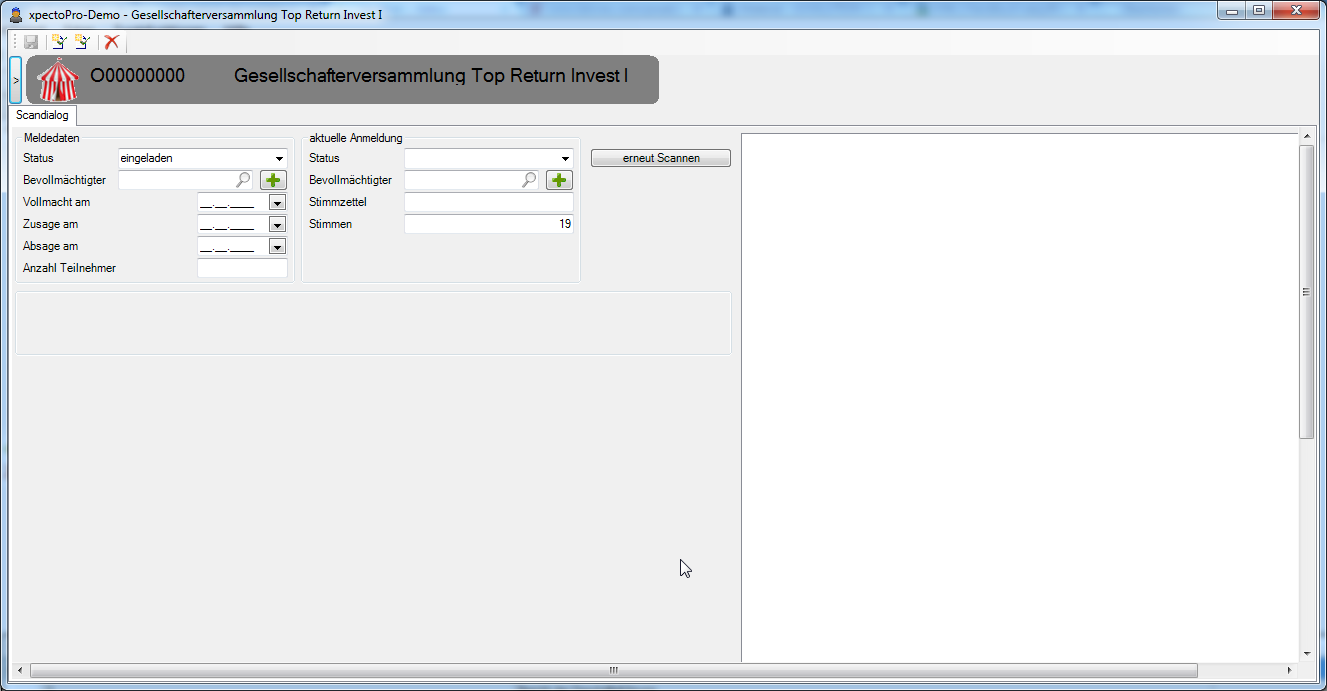 xpectoPro-Demo - Gesellschafterversammlung Top Return Invest I
> O00000000 Gesellschafterversammlung Top Return Invest I
Scandialog
Meldedaten
Status eingeladen
Bevollmächtigter
Vollmacht am __.__.____
Zusage am __.__.____
Absage am __.__.____
Anzahl Teilnehmer
aktuelle Anmeldung
Status
Bevollmächtigter
Stimmzettel
Stimmen 19
erneut Scannen